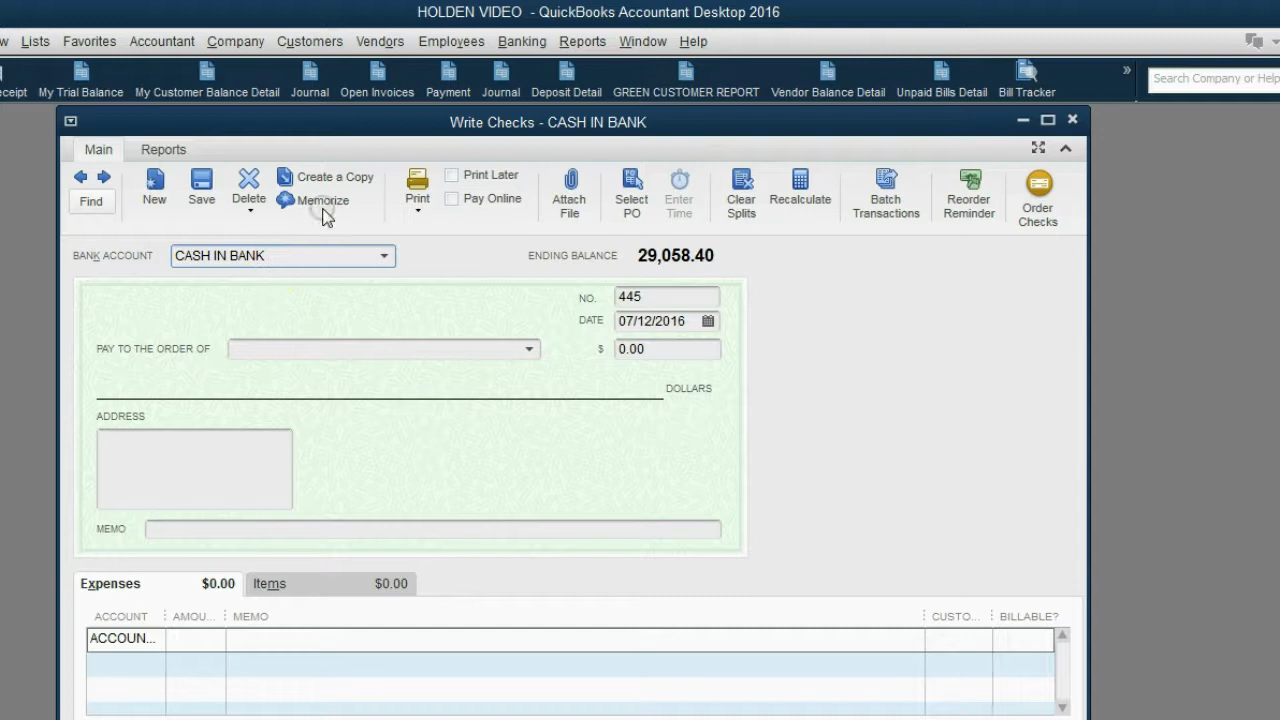 HOLDEN VIDEO - QuickBooks Accountant Desktop 2016
w Lists Favorites Accountant Company Customers Vendors Employees Banking Reports Window Help
eceipt My Trial Balance My Customer Balance Detail Journal Open Invoices Payment Journal Deposit Detail GREEN CUSTOMER REPORT Vendor Balance Detail Unpaid Bills Detail Bill Tracker » Search Company or Help
Write Checks - CASH IN BANK
Main Reports
Find New Save Delete Create a Copy Memorize Print Print Later Pay Online Attach File Select PO Enter Time Clear Splits Recalculate Batch Transactions Reorder Reminder Order Checks
BANK ACCOUNT CASH IN BANK ENDING BALANCE 29,058.40
NO. 445
DATE 07/12/2016
PAY TO THE ORDER OF $ 0.00
DOLLARS
ADDRESS
MEMO
Expenses $0.00 Items $0.00
ACCOUNT AMOU... MEMO CUSTO... BILLABLE?
ACCOUN...